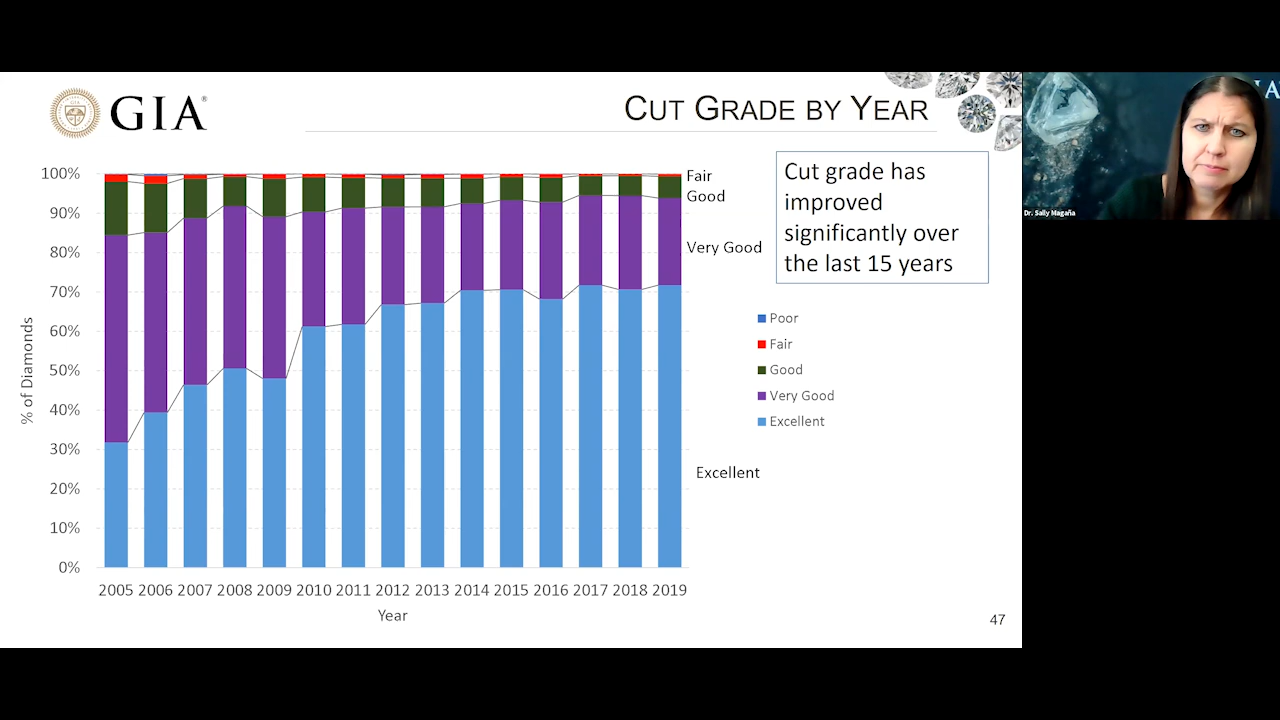 GIA®
CUT GRADE BY YEAR
Cut grade has
improved
significantly over
the last 15 years
100%
90%
80%
70%
60%
50%
40%
30%
20%
10%
0%
% of Diamonds
Fair
Good
Very Good
Excellent
Poor
Fair
Good
Very Good
Excellent
2005 2006 2007 2008 2009 2010 2011 2012 2013 2014 2015 2016 2017 2018 2019
Year
47
Dr. Sally Magaña